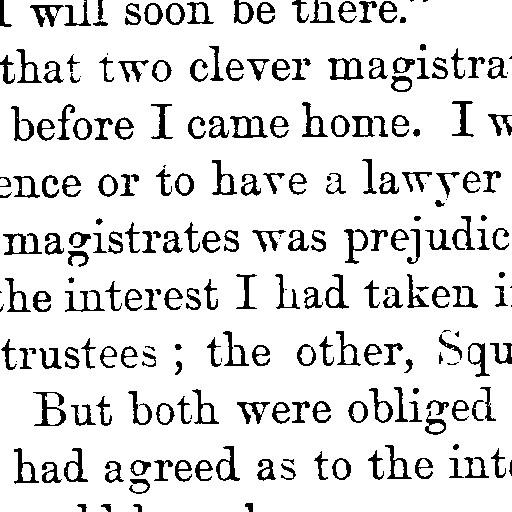 I will soon be there."
that two clever magistra
before I came home. I w
ence or to have a lawyer
magistrates was prejudic
the interest I had taken i
trustees ; the other, Squ
But both were obliged
had agreed as to the int